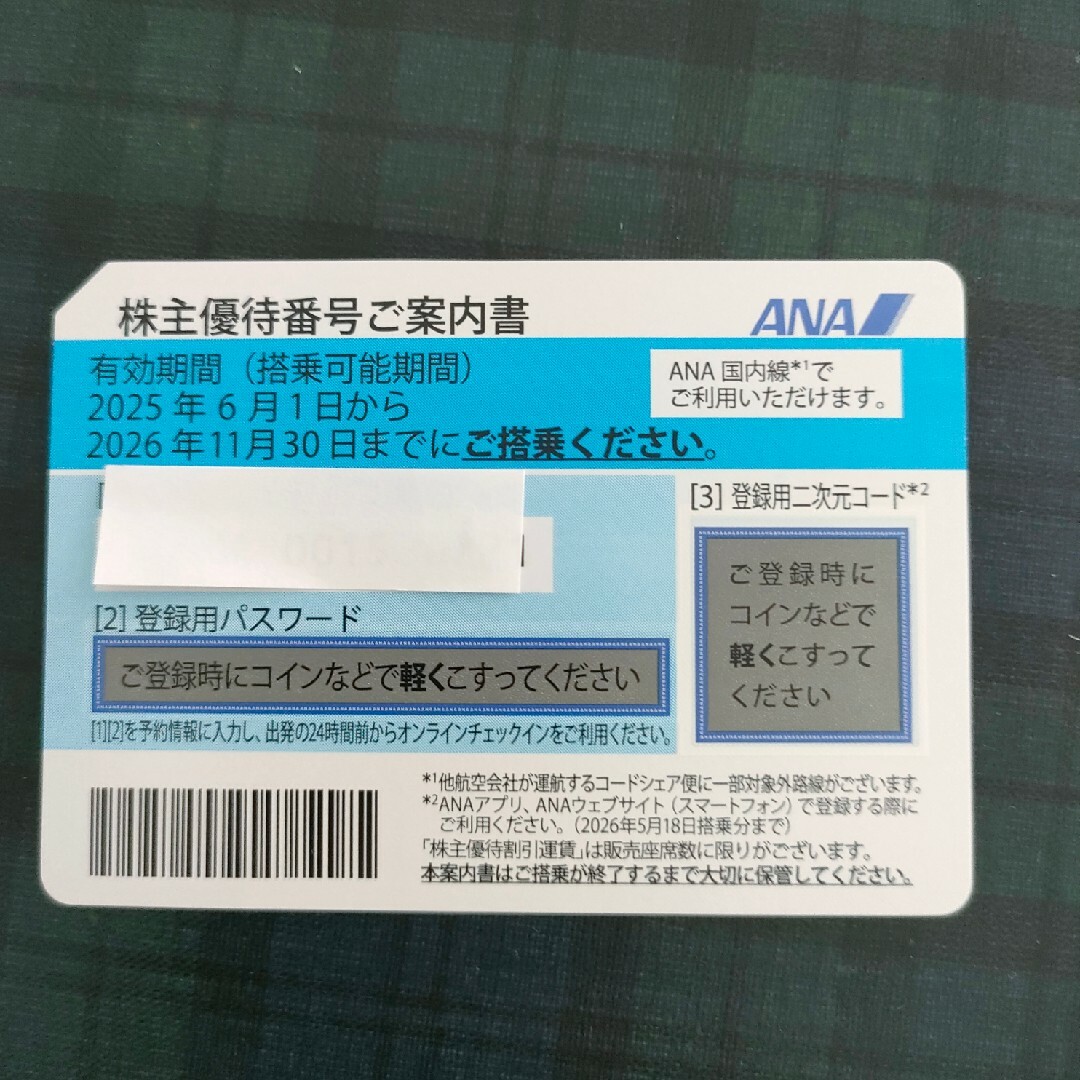 株主優待番号ご案内書
ANA
有効期間（搭乗可能期間）
2025年6月1日から
2026年11月30日までにご搭乗ください。
ANA国内線*1で
ご利用いただけます。
[2] 登録用パスワード
ご登録時にコインなどで軽くこすってください
[1][2]を予約情報に入力し、出発の24時間前からオンラインチェックインをご利用ください。
[3] 登録用二次元コード*2
ご登録時に
コインなどで
軽くこすって
ください
*1他航空会社が運航するコードシェア便に一部対象外路線がございます。
*2ANAアプリ、ANAウェブサイト（スマートフォン）で登録する際に
ご利用ください。（2026年5月18日搭乗分まで）
「株主優待割引運賃」は販売座席数に限りがございます。
本案内書はご搭乗が終了するまで大切に保管してください。